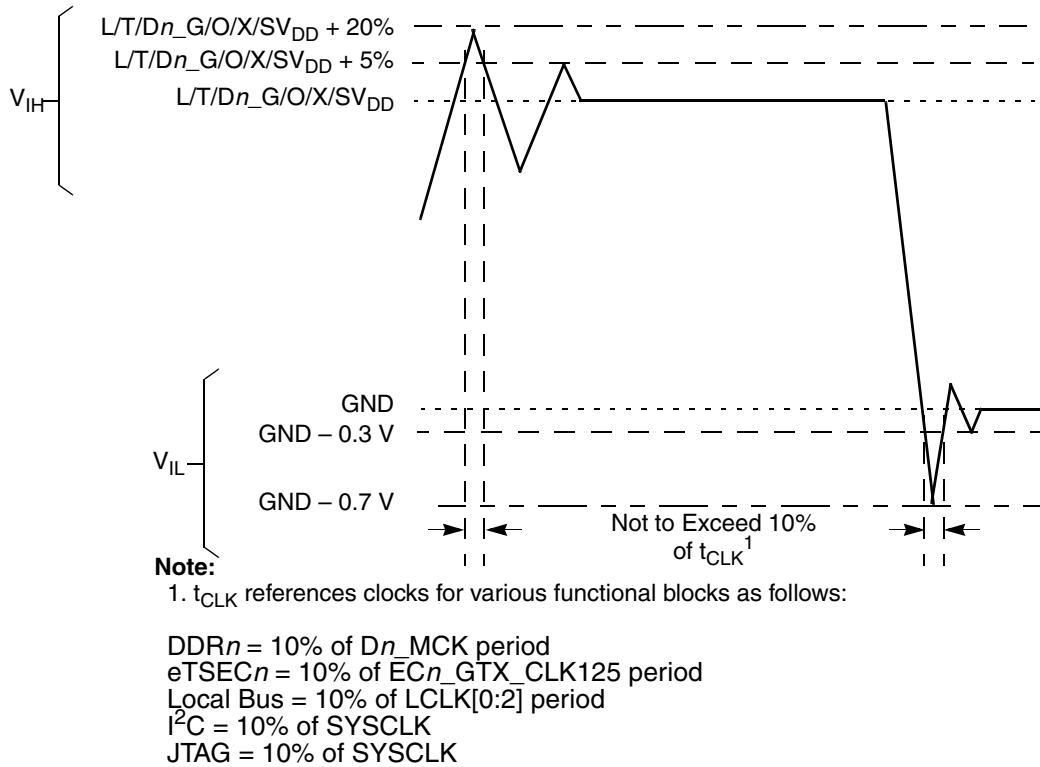 L/T/Dn_G/O/X/SVDD + 20%
L/T/Dn_G/O/X/SVDD + 5%
L/T/Dn_G/O/X/SVDD
VIH
GND
GND – 0.3 V
VIL
GND – 0.7 V
Not to Exceed 10%
of tCLK1
Note:
1. tCLK references clocks for various functional blocks as follows:
DDRn = 10% of Dn_MCK period
eTSECn = 10% of ECn_GTX_CLK125 period
Local Bus = 10% of LCLK[0:2] period
I2C = 10% of SYSCLK
JTAG = 10% of SYSCLK